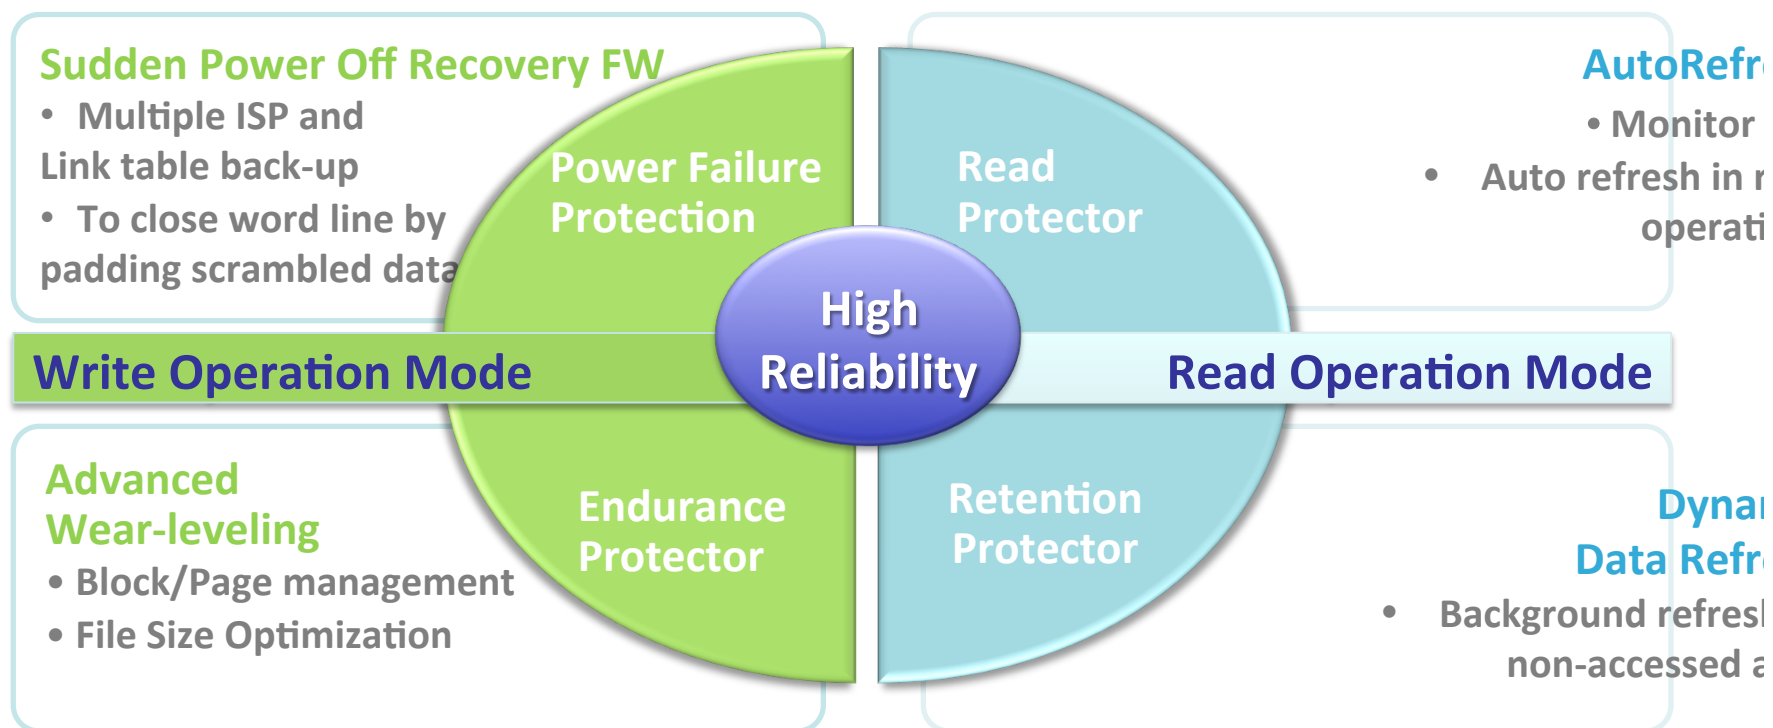 Sudden Power Off Recovery FW
• Multiple ISP and
Link table back-up
• To close word line by
padding scrambled data
Power Failure
Protection
Read
Protector
• Monitor
• Auto refresh in
High
Reliability
Write Operation Mode
Read Operation Mode
Advanced
Wear-leveling
• Block/Page management
• File Size Optimization
Endurance
Protector
Retention
Protector
Data
• Background
non-accessed